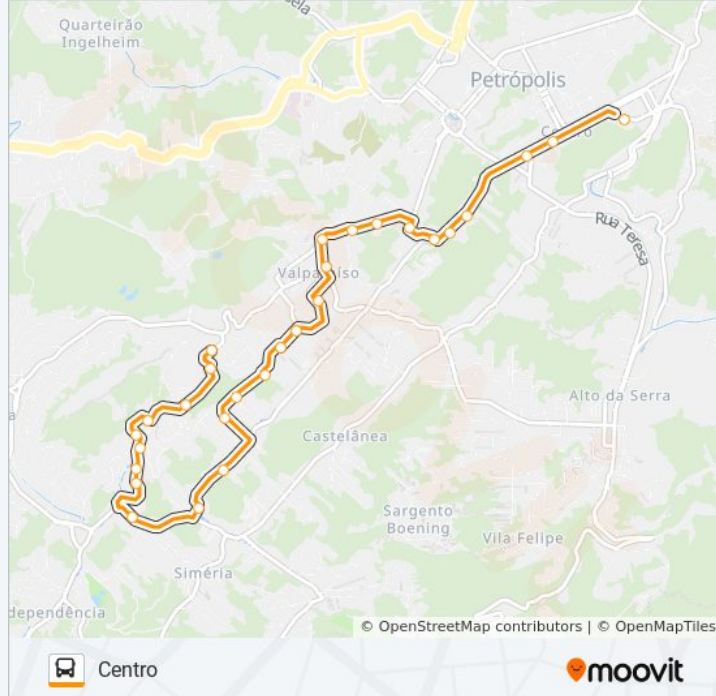 uela
Quarteirão
Ingelheim
Petrópolis
Centro
Rua Teresa
Valparaíso
Alto da Serra
Castelânea
Sargento
Boening
Vila Felipe
Siméria
dependência
© OpenStreetMap contributors | © OpenMapTiles
Centro
moovit